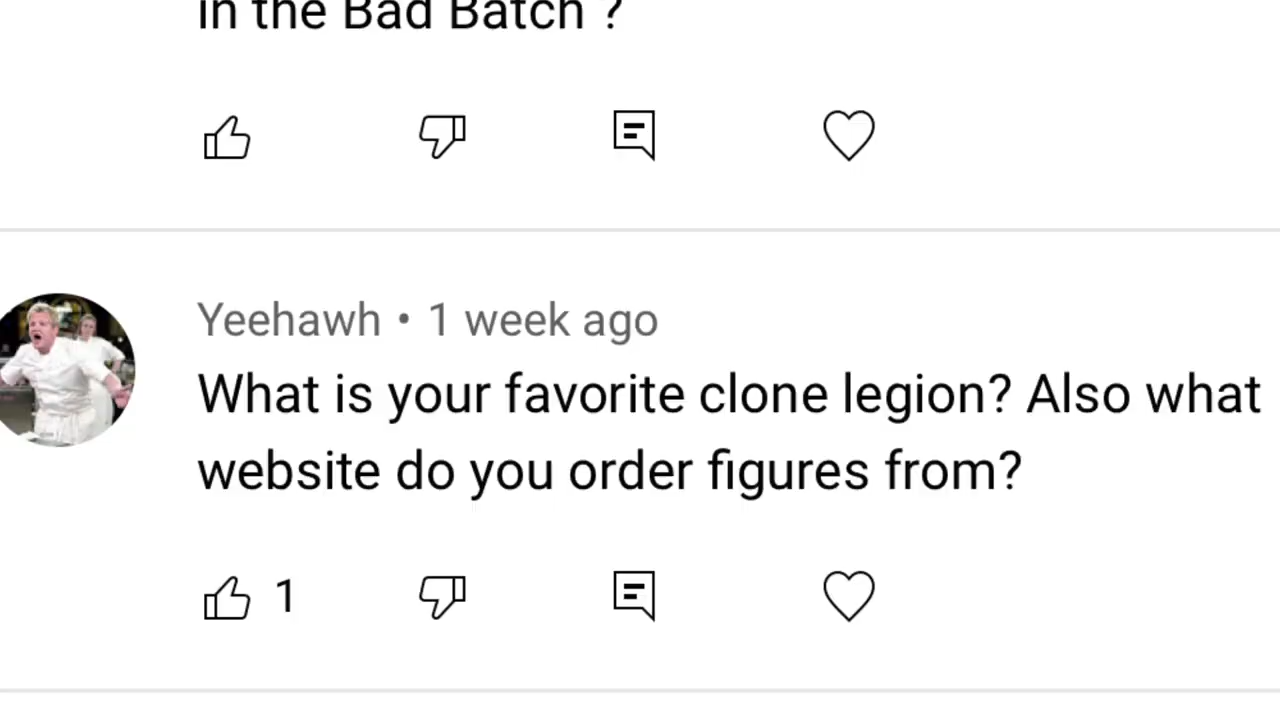 in the Bad Batch ?
Yeehawh • 1 week ago
What is your favorite clone legion? Also what
website do you order figures from?
1